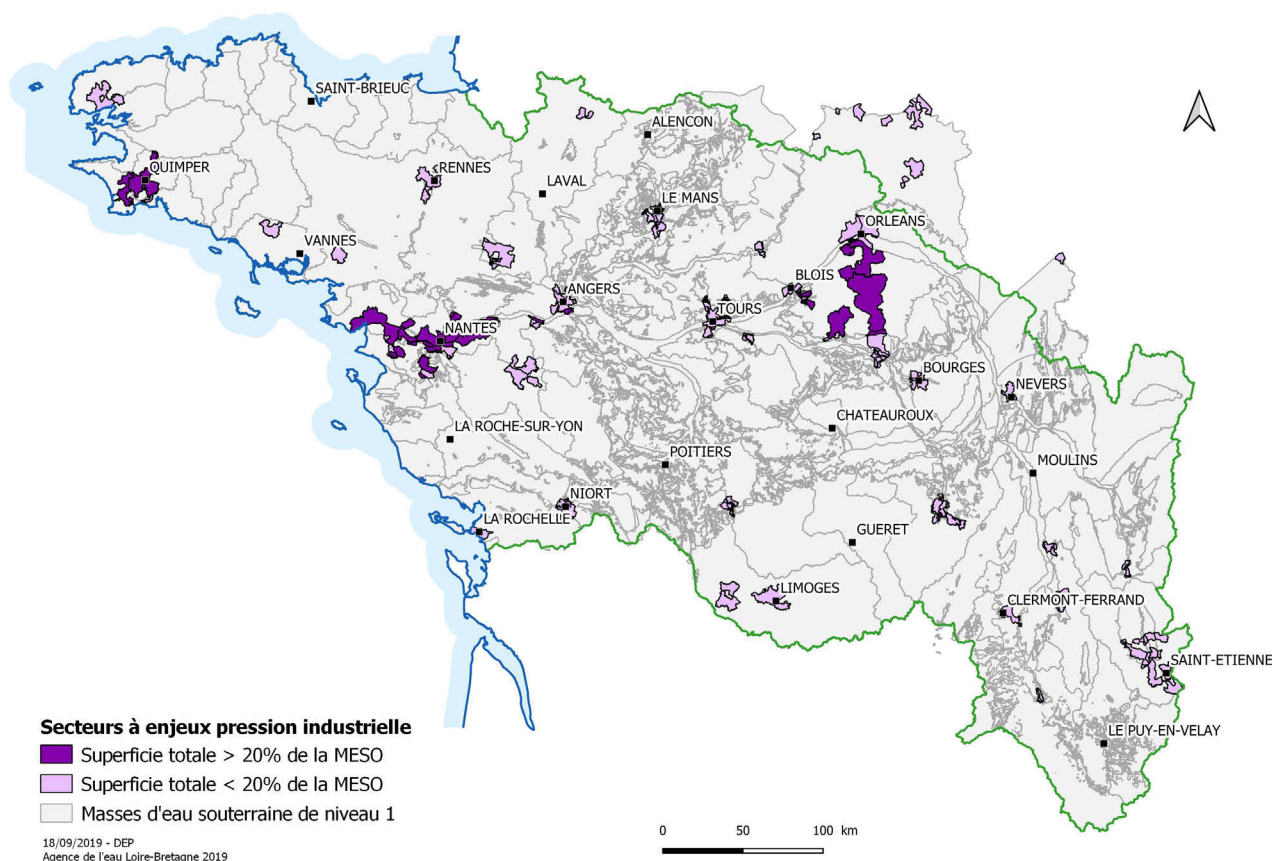 SAINT-BRIEUC
ALENCON
QUIMPER
RENNES
LAVAL
LE MANS
ORLEANS
VANNES
BLOIS
ANGERS
TOURS
NANTES
BOURGES
NEVERS
CHATEAUROUX
LA ROCHE-SUR-YON
POITIERS
MOULINS
NIORT
LA ROCHELLE
GUERET
LIMOGES
CLERMONT-FERRAND
SAINT-ETIENNE
LE PUY-EN-VELAY
Secteurs à enjeux pression industrielle
Superficie totale > 20% de la MESO
Superficie totale < 20% de la MESO
Masses d'eau souterraine de niveau 1
18/09/2019 - DEP
Agence de l'eau Loire-Bretagne 2019
0 50 100 km